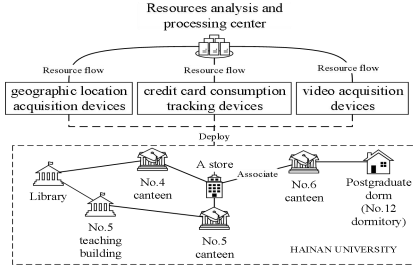 Resources analysis and
processing center
Resource flow
Resource flow
Resource flow
geographic location
acquisition devices
credit card consumption
tracking devices
video acquisition
devices
Deploy
Library
No.4
canteen
A store
Associate
No.6
canteen
Postgraduate
dorm
(No.12
dormitory)
No.5
teaching
building
No.5
canteen
HAINAN UNIVERSITY